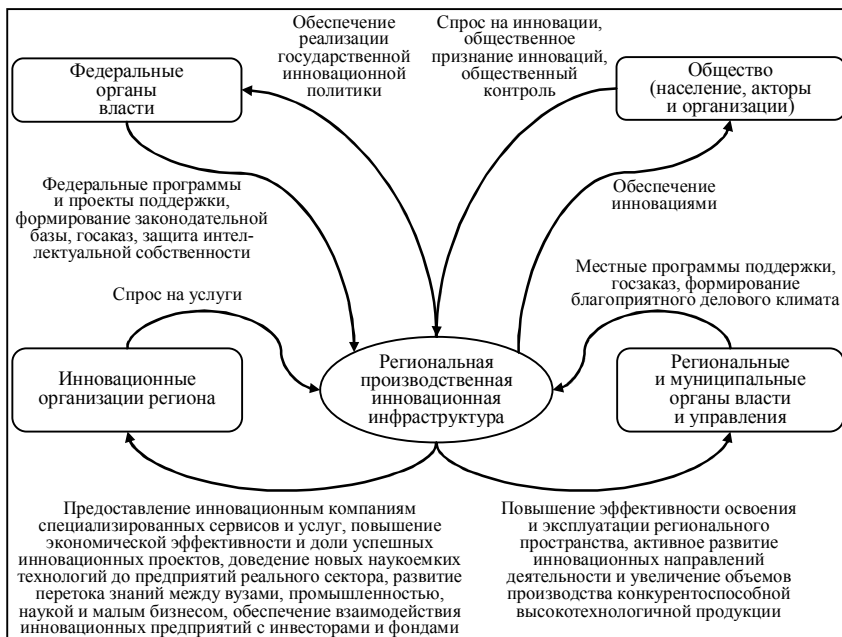 Обеспечение
реализации
государственной
инновационной
политики
Спрос на инновации,
общественное
признание инноваций,
общественный
контроль
Федеральные
органы
власти
Общество
(население, акторы
и организации)
Федеральные программы
и проекты поддержки,
формирование законодательной
базы, госаказ, защита интел-
лектуальной собственности
Обеспечение
инновациями
Местные программы поддержки,
госзаказ, формирование
благоприятного делового климата
Спрос на услуги
Инновационные
организации региона
Региональная
производственная
инновационная
инфраструктура
Региональные
и муниципальные
органы власти
и управления
Предоставление инновационным компаниям
специализированных сервисов и услуг, повышение
экономической эффективности и доли успешных
инновационных проектов, доведение новых наукоемких
технологий до предприятий реального сектора, развитие
перетока знаний между вузами, промышленностью,
наукой и малым бизнесом, обеспечение взаимодействия
инновационных предприятий с инвесторами и фондами
Повышение эффективности освоения
и эксплуатации регионального
пространства, активное развитие
инновационных направлений
деятельности и увеличение объемов
производства конкурентоспособной
высокотехнологичной продукции